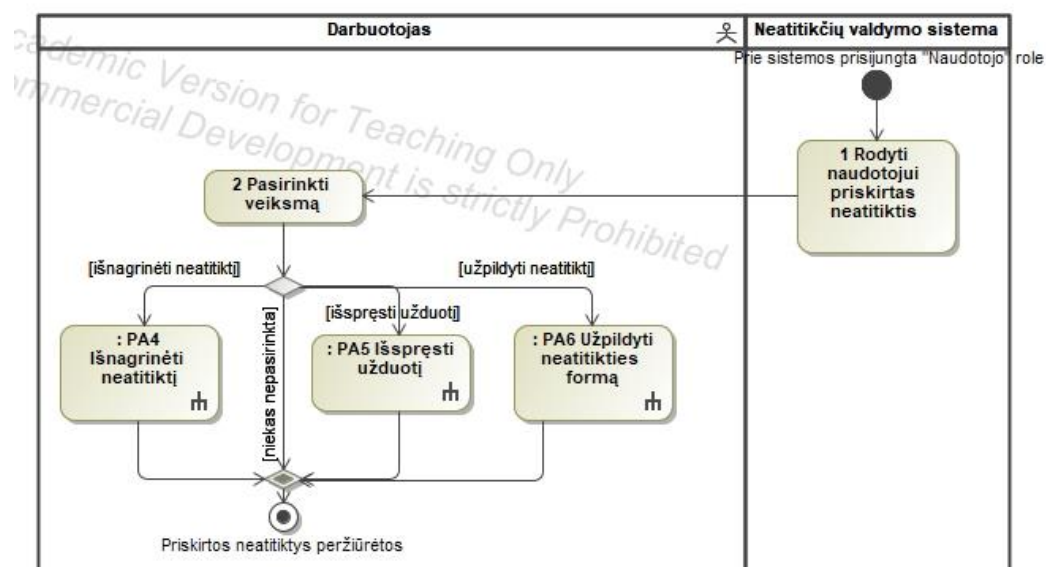 Darbuotojas
Neatitikčių valdymo sistema
Prie sistemos prisijungta "Naudotojo" role
cademic Version for Teaching Only
ommercial Development is strictly Prohibited
1 Rodyti
naudotojui
priskirtas
neatitiktis
2 Pasirinkti
veiksmą
[išnagrinėti neatitiktį]
[užpildyti neatitiktį]
[išspręsti užduotį]
[niekas nepasirinkta]
: PA4
Išnagrinėti
neatitiktį
: PA5 Išspręsti
užduotį
: PA6 Užpildyti
neatitikties
formą
Priskirtos neatitiktys peržiūrėtos